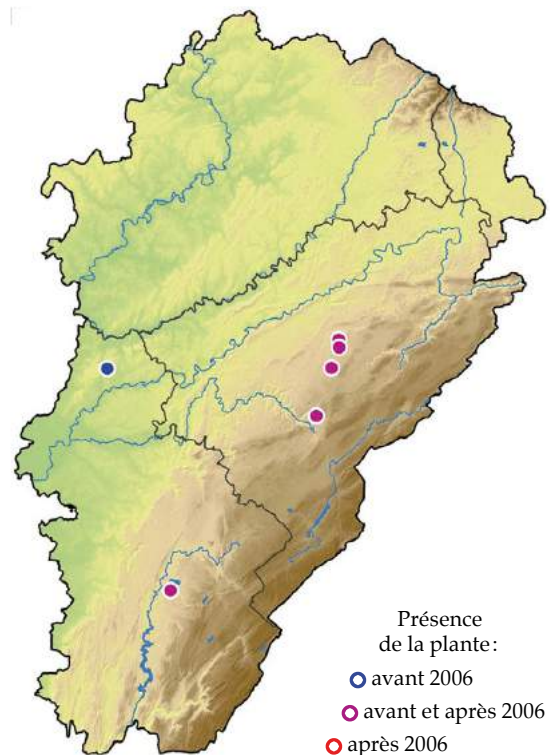 Présence
de la plante:
avant 2006
avant et après 2006
après 2006